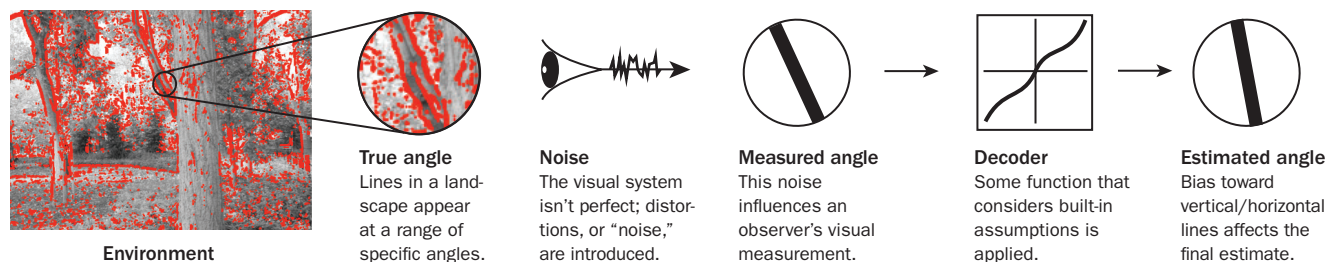 Environment
True angle
Lines in a land-
scape appear
at a range of
specific angles.
Noise
The visual system
isn't perfect; distor-
tions, or “noise,”
are introduced.
Measured angle
This noise
influences an
observer's visual
measurement.
Decoder
Some function that
considers built-in
assumptions is
applied.
Estimated angle
Bias toward
vertical/horizontal
lines affects the
final estimate.